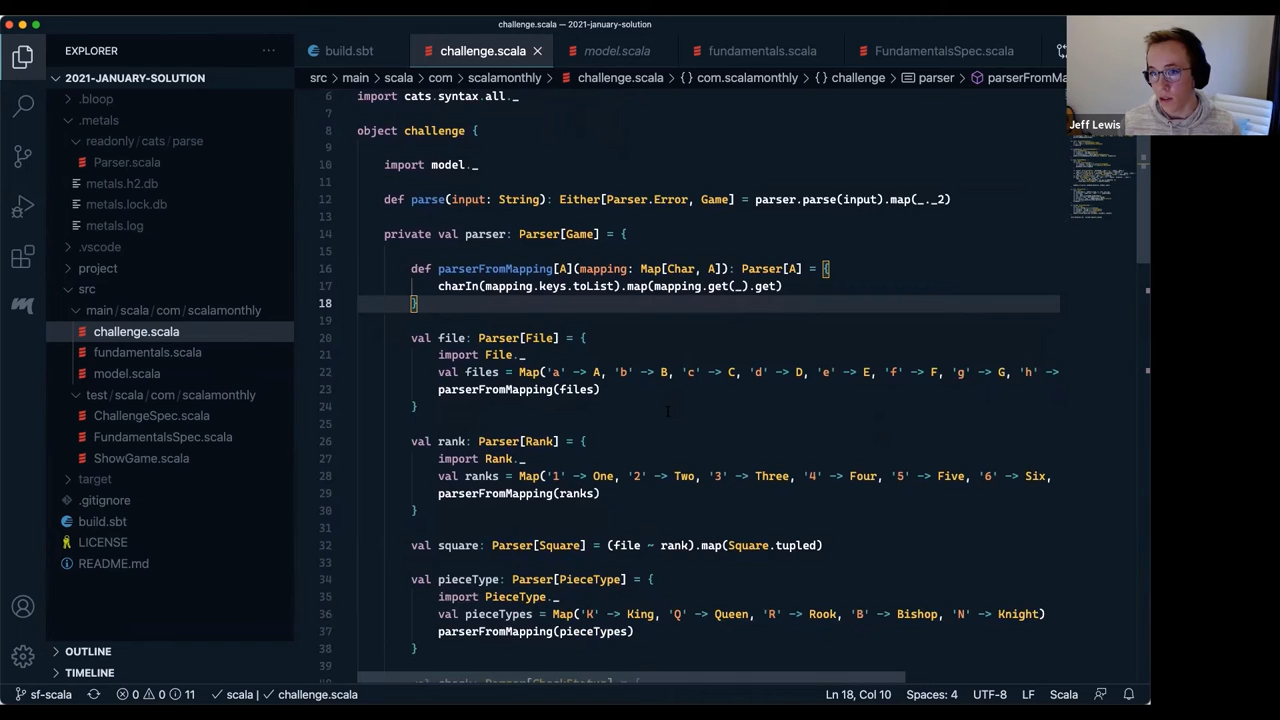 challenge.scala — 2021-january-solution
EXPLORER
build.sbt
challenge.scala
model.scala
fundamentals.scala
FundamentalsSpec.scala
Jeff Lewis
2021-JANUARY-SOLUTION
src > main > scala > com > scalamonthly > challenge.scala > {} com.scalamonthly > {} challenge > parser > parserFromMa
.bloop
.metals
readonly / cats / parse
Parser.scala
metals.h2.db
metals.lock.db
metals.log
.vscode
project
src
main / scala / com / scalamonthly
challenge.scala
fundamentals.scala
model.scala
test / scala / com / scalamonthly
ChallengeSpec.scala
FundamentalsSpec.scala
ShowGame.scala
target
.gitignore
build.sbt
LICENSE
README.md
OUTLINE
TIMELINE
6 import cats.syntax.all._
7
8 object challenge {
9
10 import model._
11
12 def parse(input: String): Either[Parser.Error, Game] = parser.parse(input).map(_._2)
13
14 private val parser: Parser[Game] = {
15
16 def parserFromMapping[A](mapping: Map[Char, A]): Parser[A] = {
17 charIn(mapping.keys.toList).map(mapping.get(_).get)
18 }
19
20 val file: Parser[File] = {
21 import File._
22 val files = Map('a' -> A, 'b' -> B, 'c' -> C, 'd' -> D, 'e' -> E, 'f' -> F, 'g' -> G, 'h' ->
23 parserFromMapping(files)
24 }
25
26 val rank: Parser[Rank] = {
27 import Rank._
28 val ranks = Map('1' -> One, '2' -> Two, '3' -> Three, '4' -> Four, '5' -> Five, '6' -> Six,
29 parserFromMapping(ranks)
30 }
31
32 val square: Parser[Square] = (file ~ rank).map(Square.tupled)
33
34 val pieceType: Parser[PieceType] = {
35 import PieceType._
36 val pieceTypes = Map('K' -> King, 'Q' -> Queen, 'R' -> Rook, 'B' -> Bishop, 'N' -> Knight)
37 parserFromMapping(pieceTypes)
38 }
39
sf-scala 0 0 11 scala | challenge.scala Ln 18, Col 10 Spaces: 4 UTF-8 LF Scala